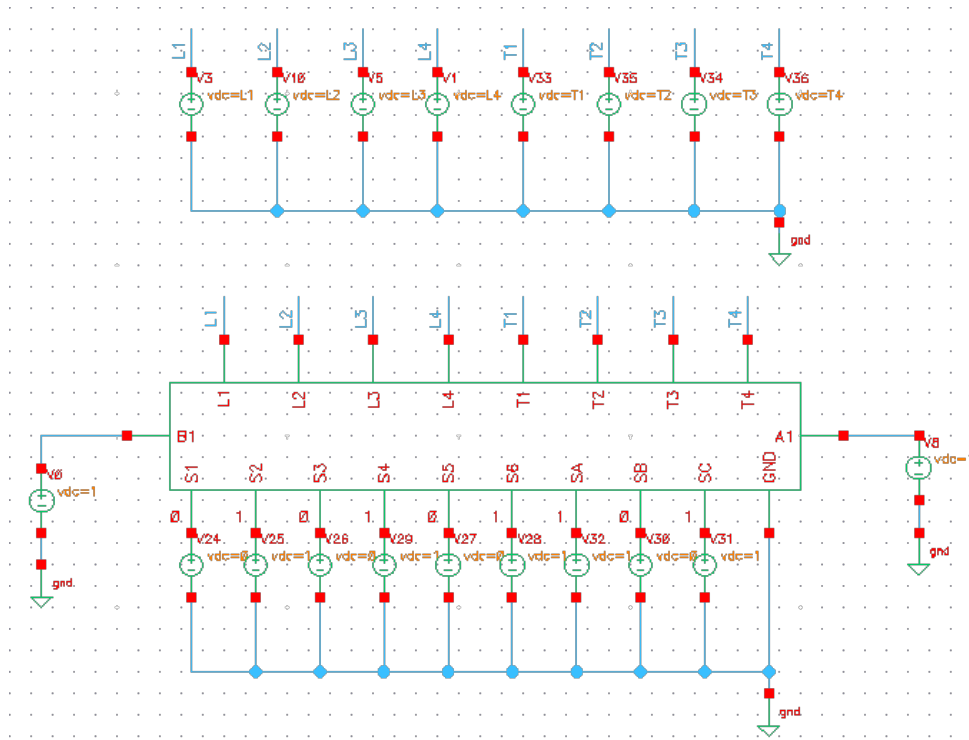 L1 L2 L3 L4 T1 T2 T3 T4
V3 V10 V5 V1 V33 V35 V34 V36
vdc=L1 vdc=L2 vdc=L3 vdc=L4 vdc=T1 vdc=T2 vdc=T3 vdc=T4
gnd
L1 L2 L3 L4 T1 T2 T3 T4
L1 L2 L3 L4 T1 T2 T3 T4
B1 A1
V8
vdc=1
S1 S2 S3 S4 S5 S6 SA SB SC GND
V0
vdc=1
0 1 0 1 0 1 1 0 1
V24 V25 V26 V29 V27 V28 V32 V30 V31
vdc=0 vdc=1 vdc=0 vdc=1 vdc=0 vdc=1 vdc=1 vdc=0 vdc=1
gnd
gnd
gnd